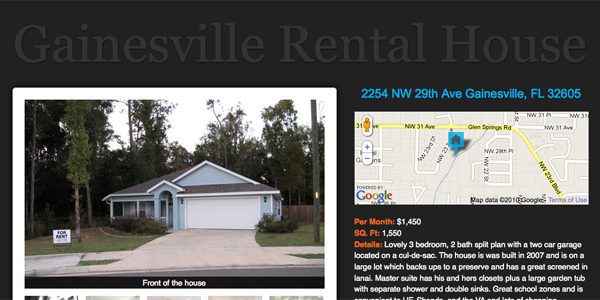 Gainesville Rental House
2254 NW 29th Ave Gainesville, FL 32605
FOR
RENT
Front of the house
NW 31 Ave
NW 31 Ave
Glen Springs Rd
NW 31 Ave
NW 29th Pl
NW 23rd Blvd
NW 22 St
POWERED BY
Google
Map data ©2010 Google - Terms of Use
Per Month: $1,450
SQ. Ft: 1,550
Details: Lovely 3 bedroom, 2 bath split plan with a two car garage
located on a cul-de-sac. The house is was built in 2007 and is on a
large lot which backs ups to a preserve and has a great screened in
lanai. Master suite has his and hers closets plus a large garden tub
with separate shower and double sinks. Great school zones and is